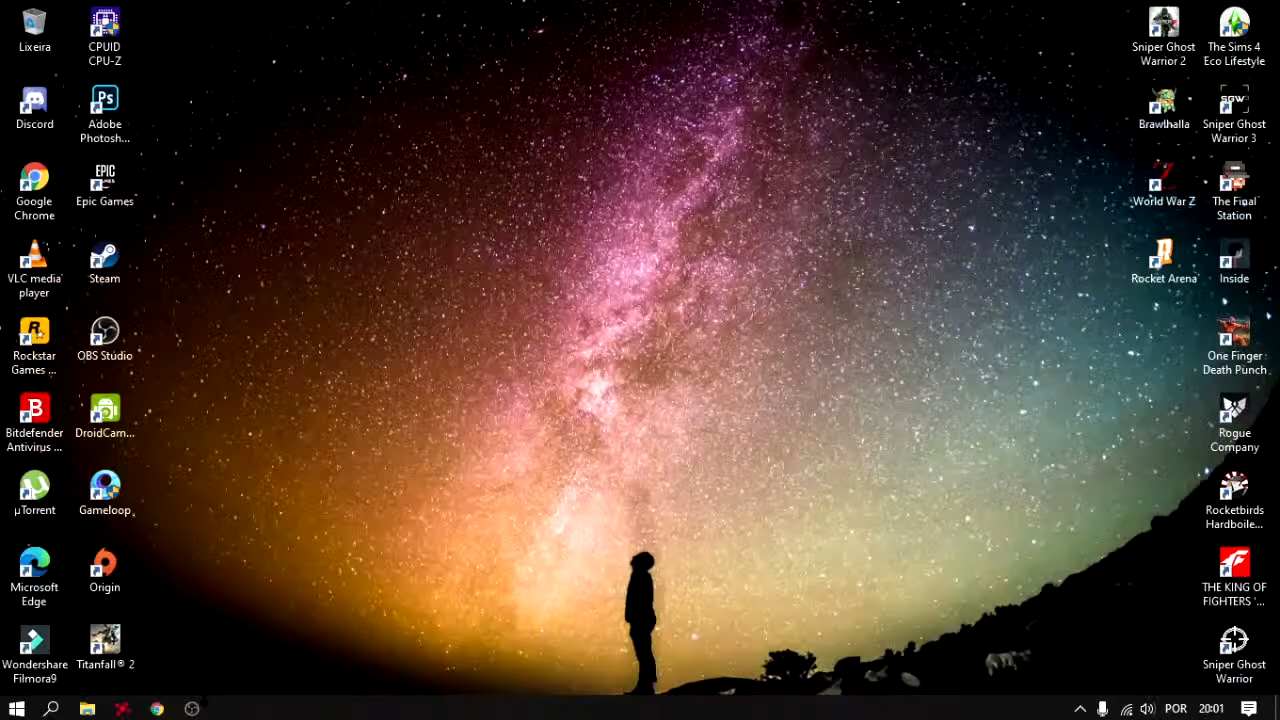 Lixeira
CPUID
CPU-Z
Discord
Ps
Adobe
Photosh...
Google
Chrome
EPIC
GAMES
Epic Games
VLC media
player
Steam
R
Rockstar
Games ...
OBS Studio
B
Bitdefender
Antivirus ...
DroidCam...
µTorrent
Gameloop
Microsoft
Edge
Origin
Wondershare
Filmora9
Titanfall® 2
Sniper Ghost
Warrior 2
The Sims 4
Eco Lifestyle
Brawlhalla
SGW
Sniper Ghost
Warrior 3
Z
World War Z
The Final
Station
R
Rocket Arena
Inside
One Finger
Death Punch
Rogue
Company
Rocketbirds
Hardboile...
THE KING OF
FIGHTERS '...
Sniper Ghost
Warrior
POR
20:01